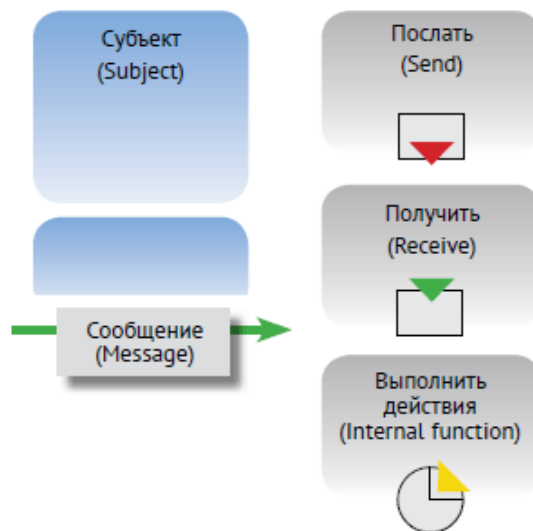 Субъект
(Subject)
Сообщение
(Message)
Послать
(Send)
Получить
(Receive)
Выполнить
действия
(Internal function)